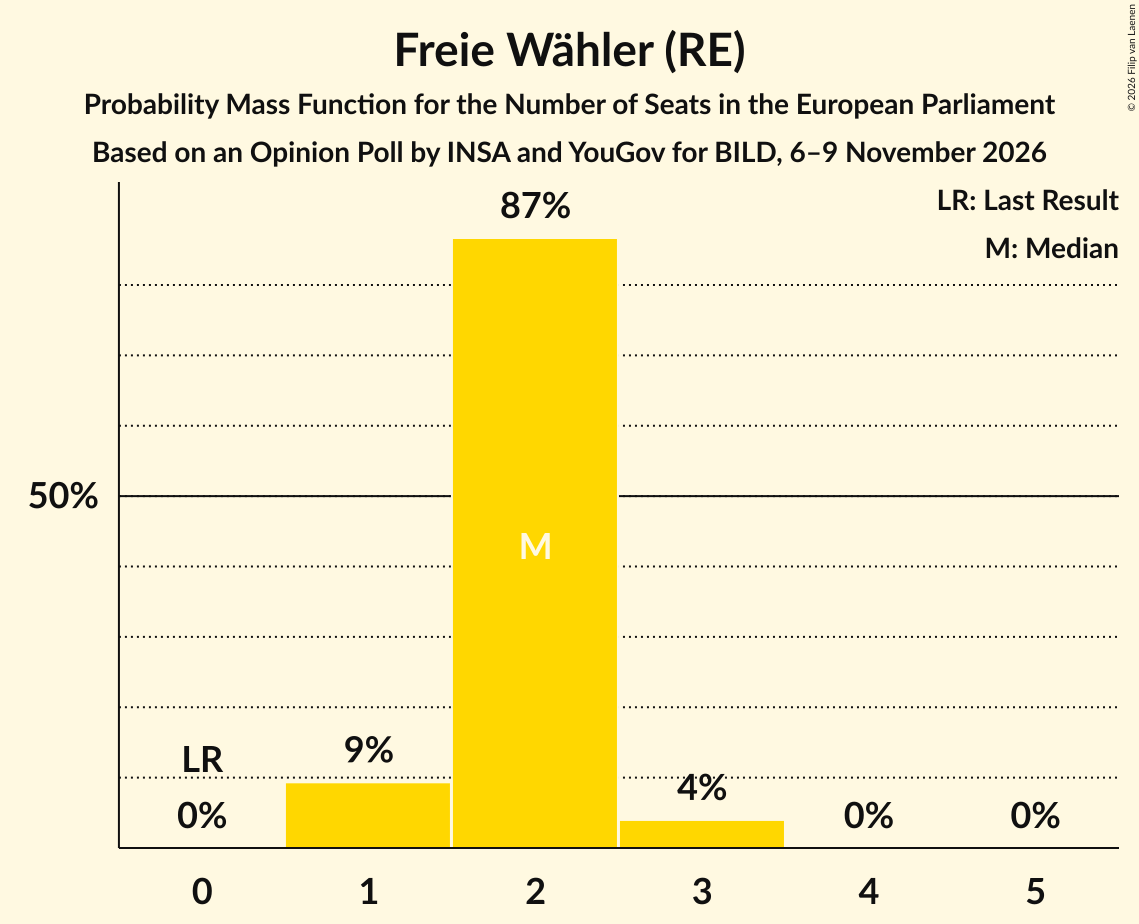 Freie Wähler (RE)
Probability Mass Function for the Number of Seats in the European Parliament
Based on an Opinion Poll by INSA and YouGov for BILD, 6–9 November 2026
© 2026 Filip van Laenen
LR: Last Result
M: Median
87%
50%
M
LR
9%
4%
0%
0%
0%
0
1
2
3
4
5